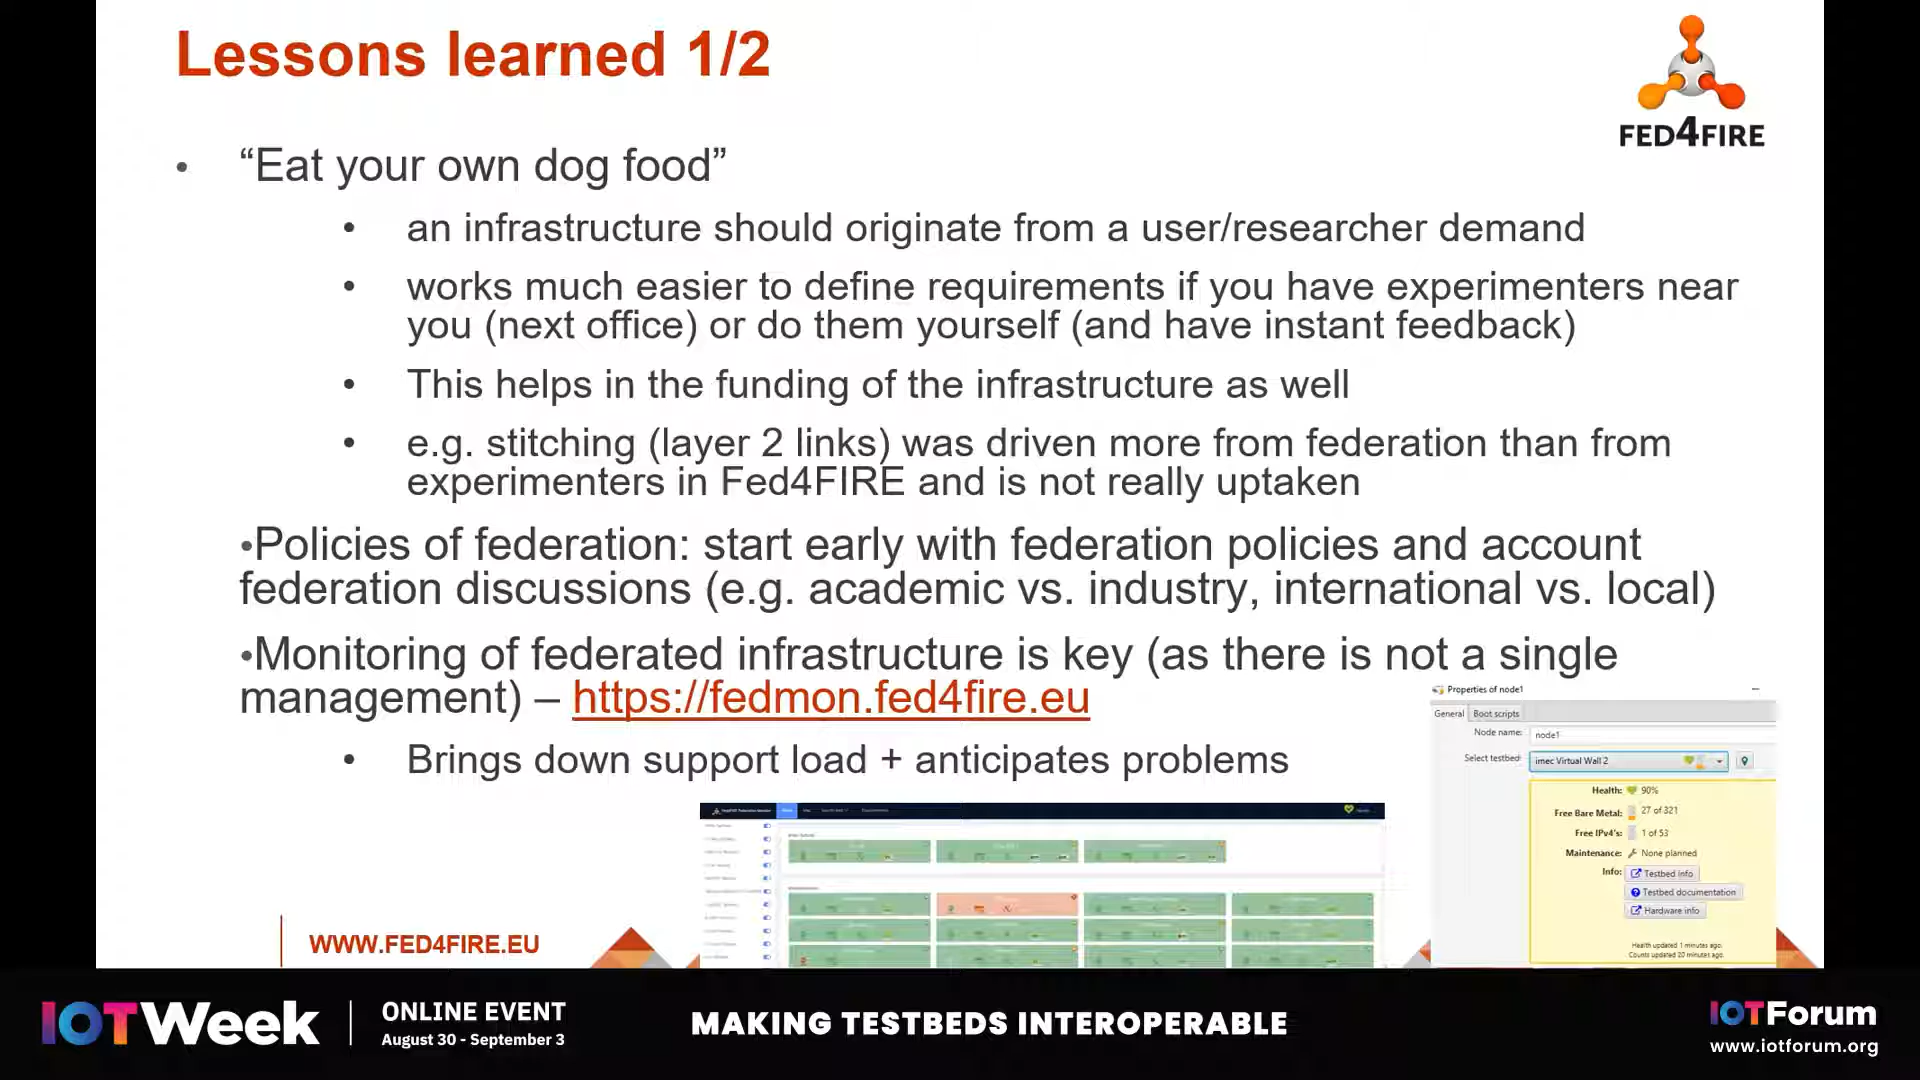 Lessons learned 1/2
FED4FIRE
• “Eat your own dog food”
• an infrastructure should originate from a user/researcher demand
• works much easier to define requirements if you have experimenters near
you (next office) or do them yourself (and have instant feedback)
• This helps in the funding of the infrastructure as well
• e.g. stitching (layer 2 links) was driven more from federation than from
experimenters in Fed4FIRE and is not really uptaken
•Policies of federation: start early with federation policies and account
federation discussions (e.g. academic vs. industry, international vs. local)
•Monitoring of federated infrastructure is key (as there is not a single
management) – https://fedmon.fed4fire.eu
• Brings down support load + anticipates problems
Properties of node1
General Boot scripts
Node name: node1
Select testbed: imec Virtual Wall 2
Health: 90%
Free Bare Metal: 27 of 321
Free IPv4's: 1 of 53
Maintenance: None planned
Info: Testbed info
Testbed documentation
Hardware info
Health updated 1 minutes ago.
Counts updated 20 minutes ago.
WWW.FED4FIRE.EU
IOTWeek
ONLINE EVENT
August 30 - September 3
MAKING TESTBEDS INTEROPERABLE
IOTForum
www.iotforum.org